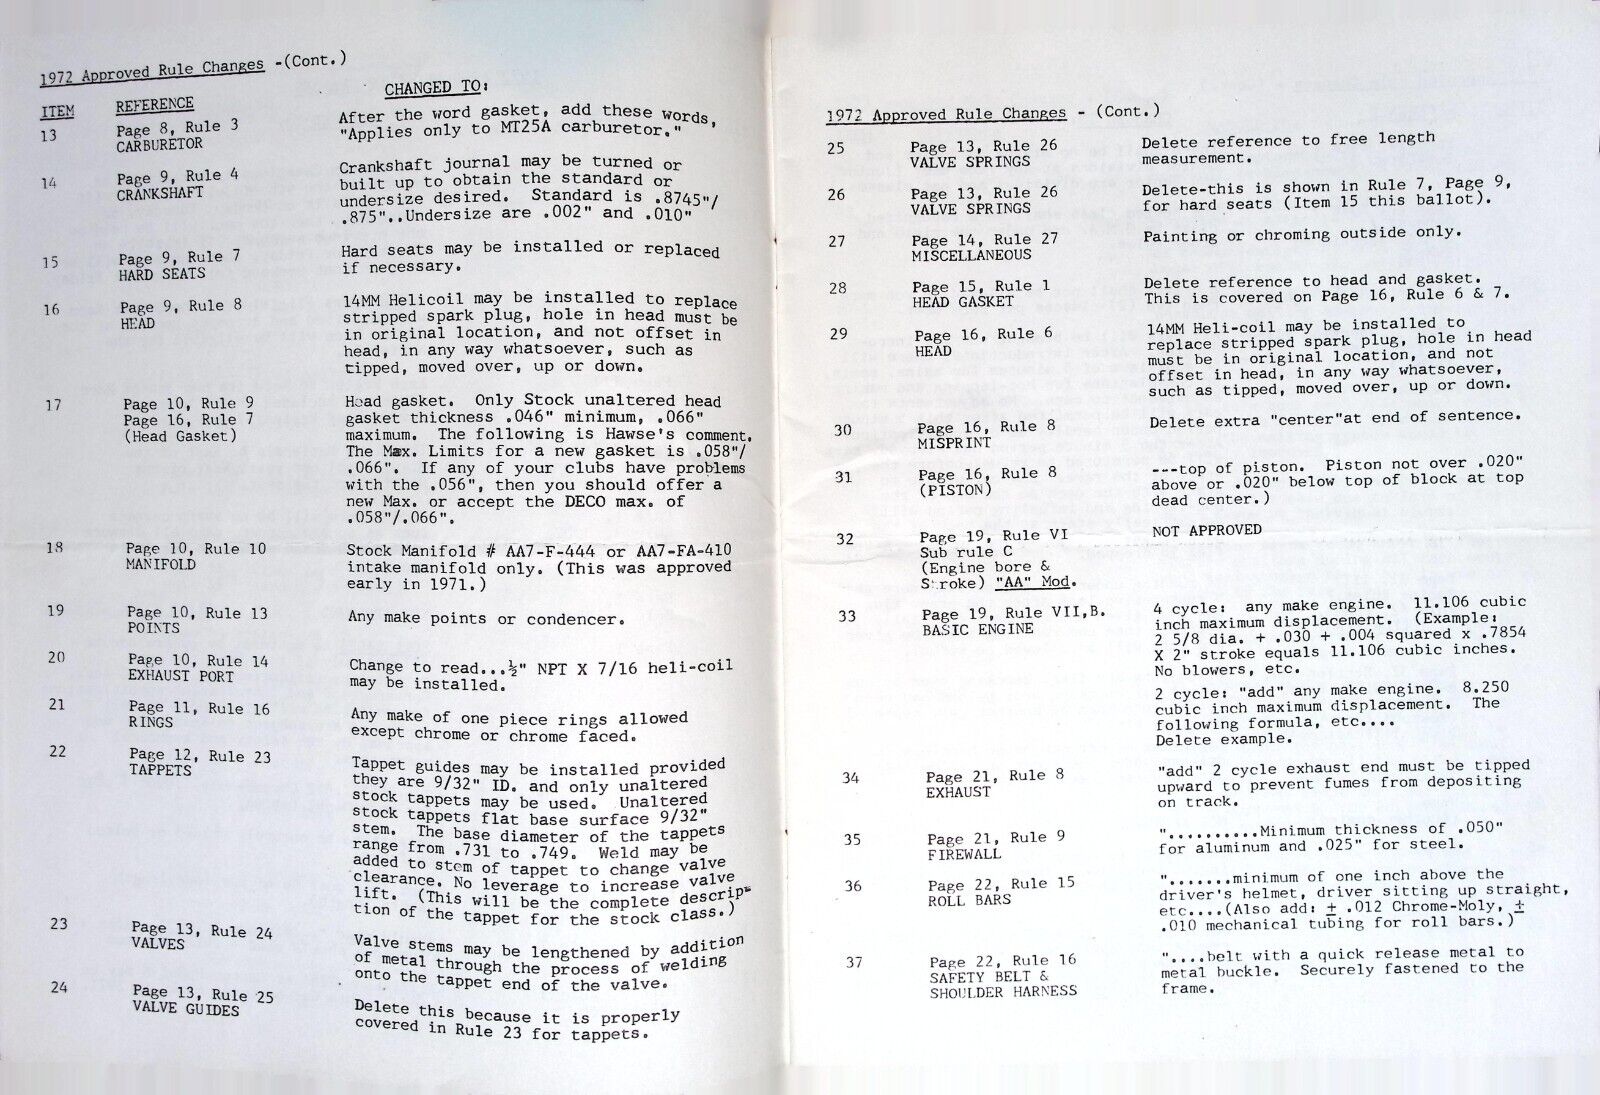 1972 Approved Rule Changes -(Cont.)
ITEM REFERENCE CHANGED TO:
13 Page 8, Rule 3 After the word gasket, add these words,
CARBURETOR "Applies only to MT25A carburetor."
14 Page 9, Rule 4 Crankshaft journal may be turned or
CRANKSHAFT built up to obtain the standard or
undersize desired. Standard is .8745"/
.875"..Undersize are .002" and .010"
15 Page 9, Rule 7 Hard seats may be installed or replaced
HARD SEATS if necessary.
16 Page 9, Rule 8 14MM Helicoil may be installed to replace
HEAD stripped spark plug, hole in head must be
in original location, and not offset in
head, in any way whatsoever, such as
tipped, moved over, up or down.
17 Page 10, Rule 9 Head gasket. Only Stock unaltered head
Page 16, Rule 7 gasket thickness .046" minimum, .066"
(Head Gasket) maximum. The following is Hawse's comment.
The Max. Limits for a new gasket is .058"/
.066". If any of your clubs have problems
with the .056", then you should offer a
new Max. or accept the DECO max. of
.058"/.066".
18 Page 10, Rule 10 Stock Manifold # AA7-F-444 or AA7-FA-410
MANIFOLD intake manifold only. (This was approved
early in 1971.)
19 Page 10, Rule 13 Any make points or condencer.
POINTS
20 Page 10, Rule 14 Change to read...½" NPT X 7/16 heli-coil
EXHAUST PORT may be installed.
21 Page 11, Rule 16 Any make of one piece rings allowed
RINGS except chrome or chrome faced.
22 Page 12, Rule 23 Tappet guides may be installed provided
TAPPETS they are 9/32" ID. and only unaltered
stock tappets may be used. Unaltered
stock tappets flat base surface 9/32"
stem. The base diameter of the tappets
range from .731 to .749. Weld may be
added to stem of tappet to change valve
clearance. No leverage to increase valve
lift. (This will be the complete descrip-
tion of the tappet for the stock class.)
23 Page 13, Rule 24 Valve stems may be lengthened by addition
VALVES of metal through the process of welding
onto the tappet end of the valve.
24 Page 13, Rule 25 Delete this because it is properly
VALVE GUIDES covered in Rule 23 for tappets.
1972 Approved Rule Changes - (Cont.)
25 Page 13, Rule 26 Delete reference to free length
VALVE SPRINGS measurement.
26 Page 13, Rule 26 Delete-this is shown in Rule 7, Page 9,
VALVE SPRINGS for hard seats (Item 15 this ballot).
27 Page 14, Rule 27 Painting or chroming outside only.
MISCELLANEOUS
28 Page 15, Rule 1 Delete reference to head and gasket.
HEAD GASKET This is covered on Page 16, Rule 6 & 7.
29 Page 16, Rule 6 14MM Heli-coil may be installed to
HEAD replace stripped spark plug, hole in head
must be in original location, and not
offset in head, in any way whatsoever,
such as tipped, moved over, up or down.
30 Page 16, Rule 8 Delete extra "center"at end of sentence.
MISPRINT
31 Page 16, Rule 8 ---top of piston. Piston not over .020"
(PISTON) above or .020" below top of block at top
dead center.)
32 Page 19, Rule VI NOT APPROVED
Sub rule C
(Engine bore &
Stroke) "AA" Mod.
33 Page 19, Rule VII,B. 4 cycle: any make engine. 11.106 cubic
BASIC ENGINE inch maximum displacement. (Example:
2 5/8 dia. + .030 + .004 squared x .7854
X 2" stroke equals 11.106 cubic inches.
No blowers, etc.
2 cycle: "add" any make engine. 8.250
cubic inch maximum displacement. The
following formula, etc....
Delete example.
34 Page 21, Rule 8 "add" 2 cycle exhaust end must be tipped
EXHAUST upward to prevent fumes from depositing
on track.
35 Page 21, Rule 9 "..........Minimum thickness of .050"
FIREWALL for aluminum and .025" for steel.
36 Page 22, Rule 15 ".......minimum of one inch above the
ROLL BARS driver's helmet, driver sitting up straight,
etc....(Also add: ± .012 Chrome-Moly, ±
.010 mechanical tubing for roll bars.)
37 Page 22, Rule 16 "....belt with a quick release metal to
SAFETY BELT & metal buckle. Securely fastened to the
SHOULDER HARNESS frame.